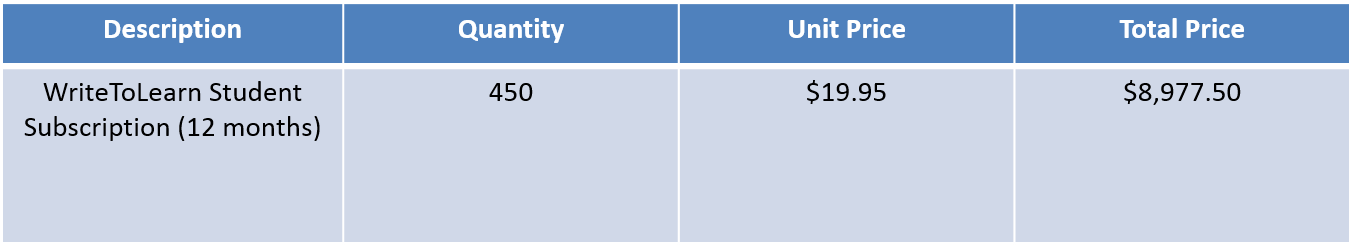 Description Quantity Unit Price Total Price
WriteToLearn Student 450 $19.95 $8,977.50
Subscription (12 months)